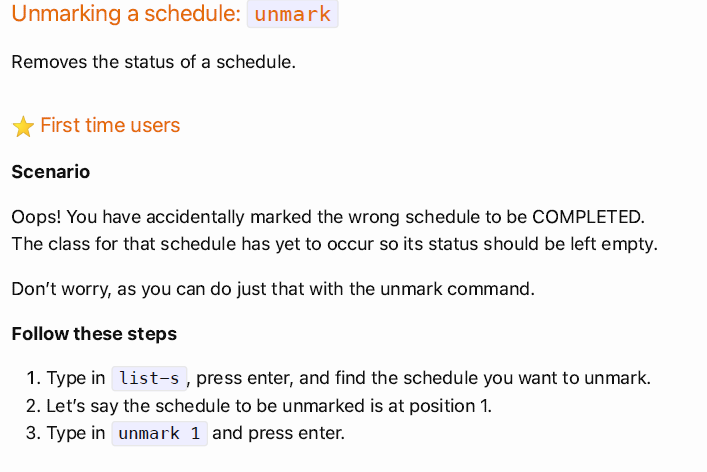 Unmarking a schedule: unmark
Removes the status of a schedule.
First time users
Scenario
Oops! You have accidentally marked the wrong schedule to be COMPLETED.
The class for that schedule has yet to occur so its status should be left empty.
Don’t worry, as you can do just that with the unmark command.
Follow these steps
1. Type in list-s, press enter, and find the schedule you want to unmark.
2. Let’s say the schedule to be unmarked is at position 1.
3. Type in unmark 1 and press enter.